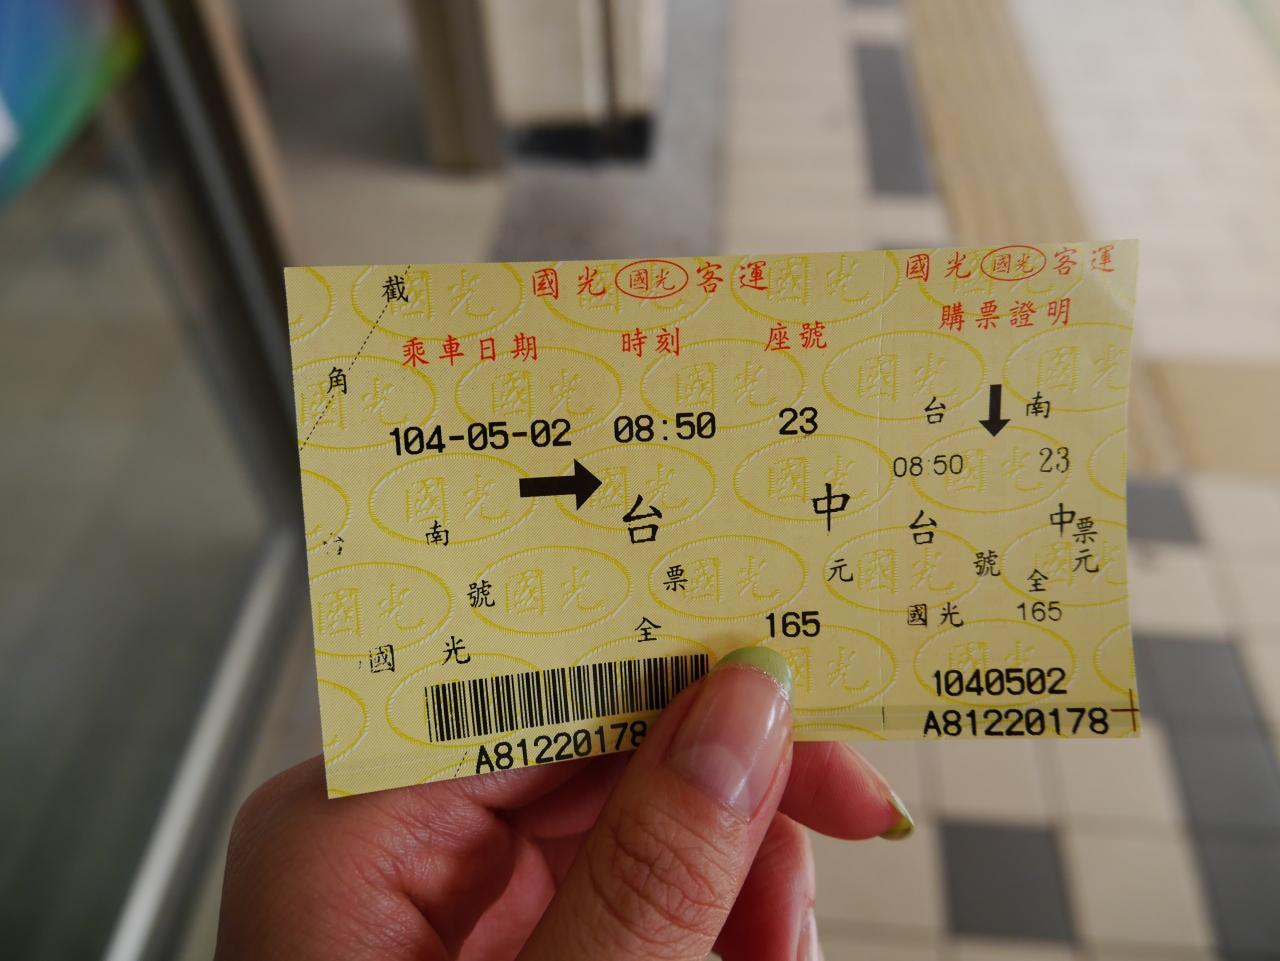 截 國光 國光 客運
角
乘車日期 時刻 座號
104-05-02 08:50 23
台南 → 台中
號 票 元
國光 全 165
A81220178
國光 國光 客運
購票證明
台 ↓ 南
08:50 23
台中
號 票
全 元
國光 165
1040502
A81220178